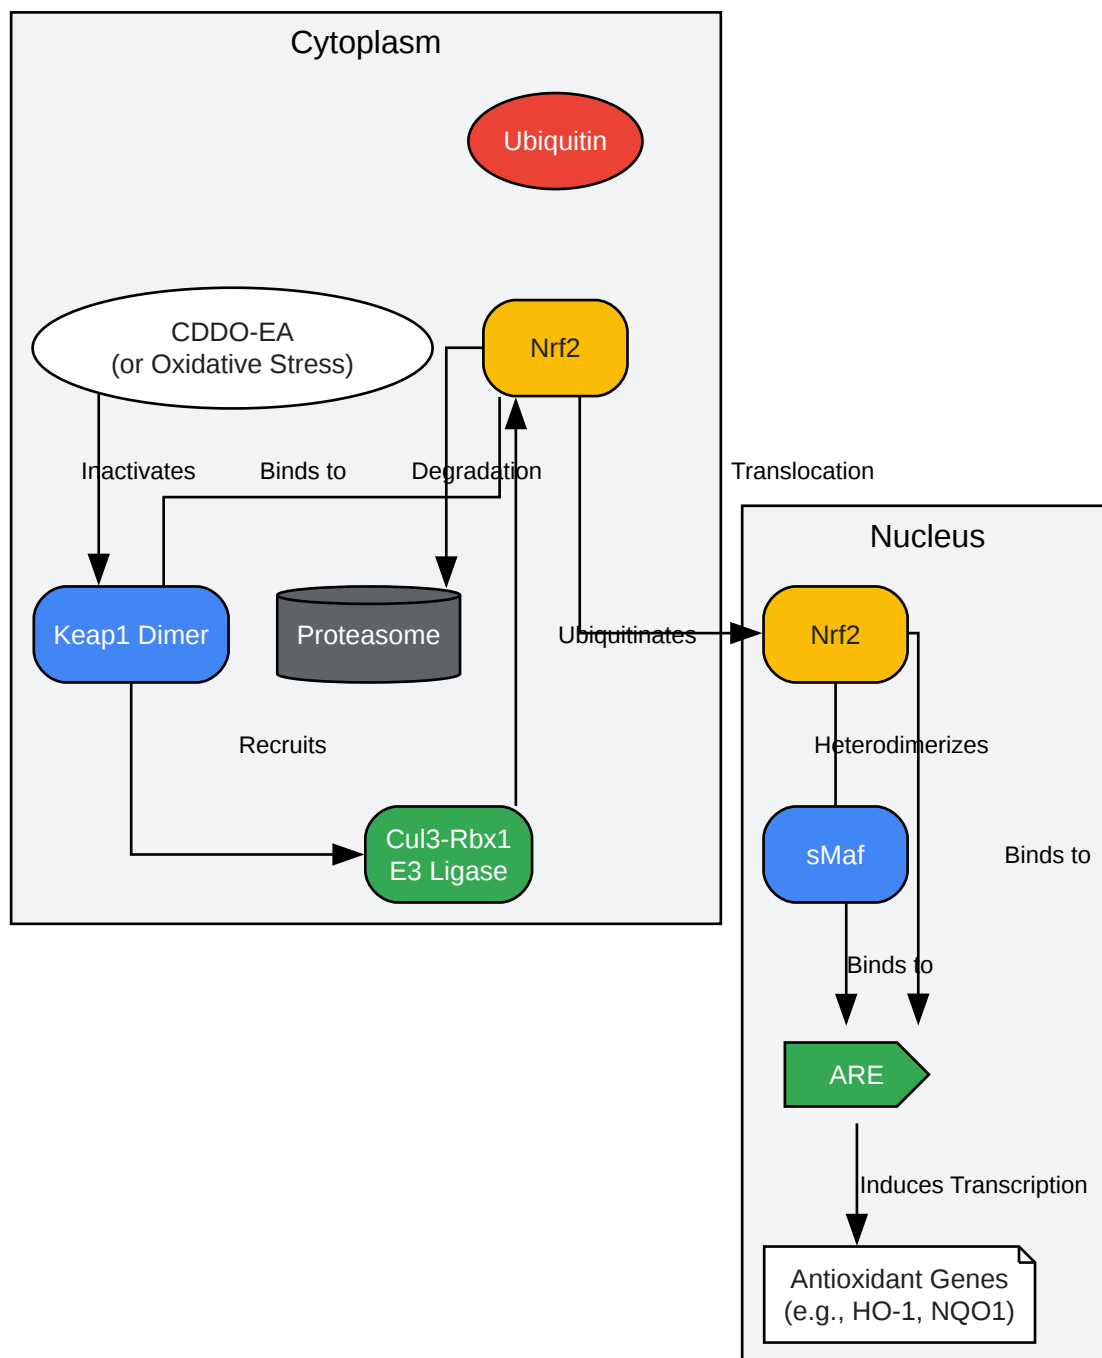 Cytoplasm
Ubiquitin
CDDO-EA
(or Oxidative Stress)
Nrf2
Inactivates
Binds to
Degradation
Translocation
Nucleus
Keap1 Dimer
Proteasome
Ubiquitinates
Nrf2
Recruits
Heterodimerizes
Cul3-Rbx1
E3 Ligase
sMaf
Binds to
Binds to
ARE
Induces Transcription
Antioxidant Genes
(e.g., HO-1, NQO1)